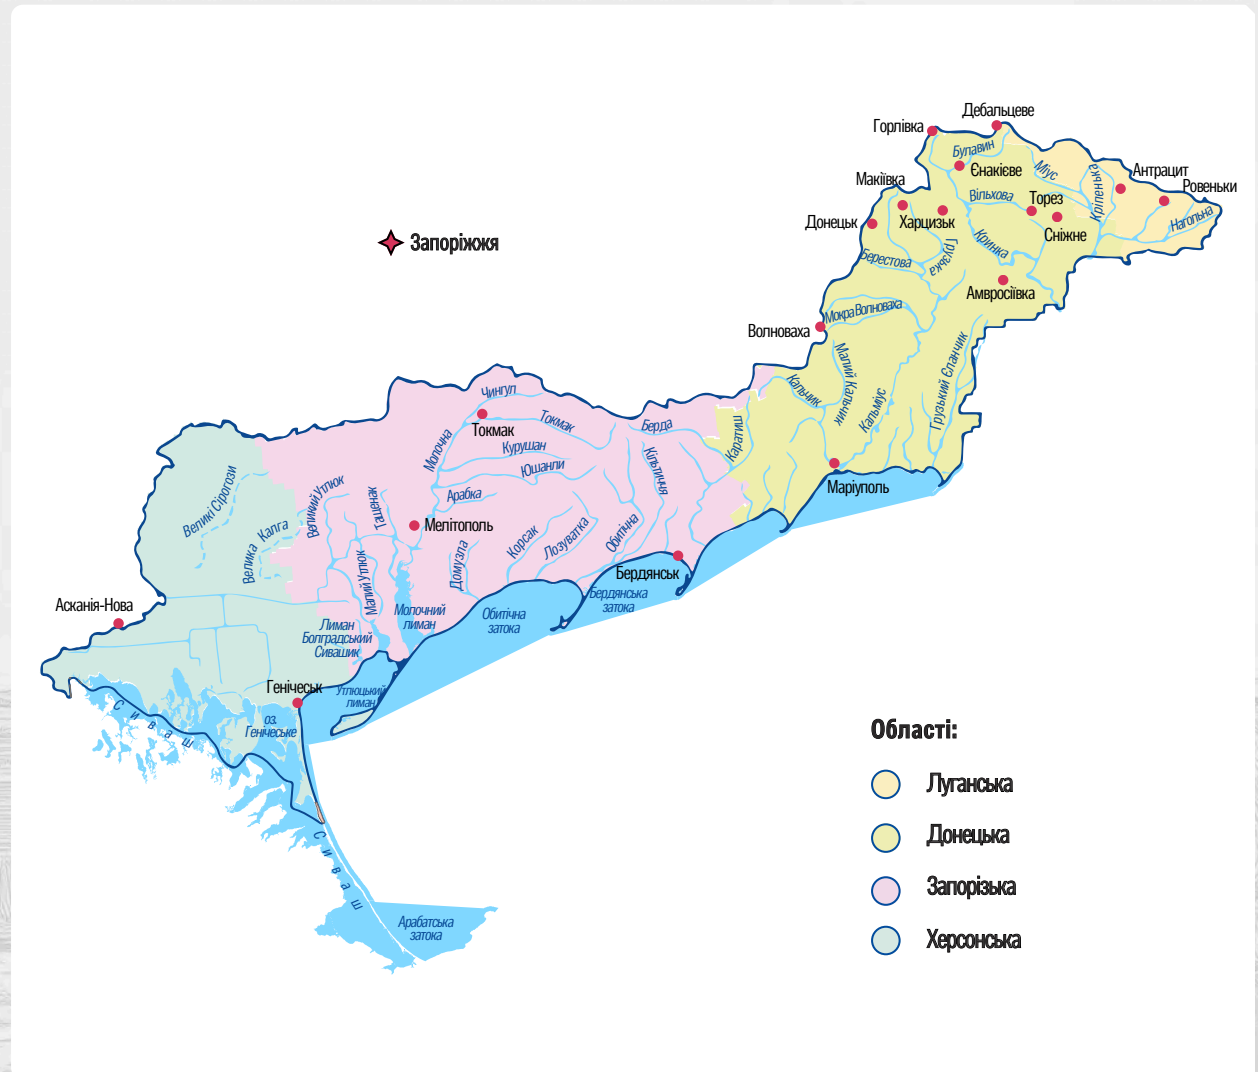 Дебальцеве
Горлівка
Булавин
Єнакієве
Міус
Кріпенька
Антрацит
Ровеньки
Макіївка
Вільхова
Торез
Нагольна
Донецьк
Харцизьк
Сніжне
Кринка
Грузька
Берестова
Запоріжжя
Амвросіївка
Мокра Волноваха
Волноваха
Малий Кальчик
Грузький Єланчик
Кальчик
Кальміус
Чингул
Токмак
Токмак
Берда
Каратиш
Молочна
Курушан
Юшанли
Кільтиччя
Арабка
Великі Сірогози
Великий Утлюк
Ташенак
Маріуполь
Мелітополь
Велика Калга
Корсак
Лозуватка
Обитічна
Домузла
Малий Утлюк
Бердянськ
Бердянська
затока
Асканія-Нова
Молочний
лиман
Обитічна
затока
Лиман
Болградський
Сивашик
Генічеськ
Утлюцький
лиман
Сиваш
оз.
Генічеське
Області:
Луганська
Донецька
Запорізька
Херсонська
Сиваш
Арабатська
затока